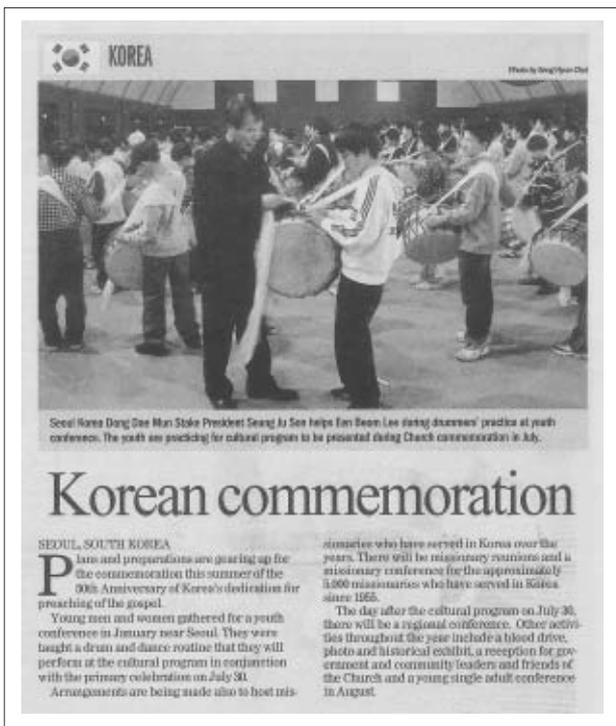 KOREA
Photo by
Seoul Korea Dong Dae Mun Stake President Seung Ju Son helps Eun Beom Lee during drummers' practice at youth
conference. The youth are practicing for cultural program to be presented during Church commemoration in July.
Korean commemoration
SEOUL, SOUTH KOREA
Plans and preparations are gearing up for
the commemoration this summer of the
50th Anniversary of Korea's dedication for
preaching of the gospel.
Young men and women gathered for a youth
conference in January near Seoul. They were
taught a drum and dance routine that they will
perform at the cultural program in conjunction
with the primary celebration on July 30.
Arrangements are being made also to host mis-
sionaries who have served in Korea over the
years. There will be missionary reunions and a
missionary conference for the approximately
5,000 missionaries who have served in Korea
since 1955.
The day after the cultural program on July 30,
there will be a regional conference. Other activi-
ties throughout the year include a blood drive,
photo and historical exhibit, a reception for gov-
ernment and community leaders and friends of
the Church and a young single adult conference
in August.